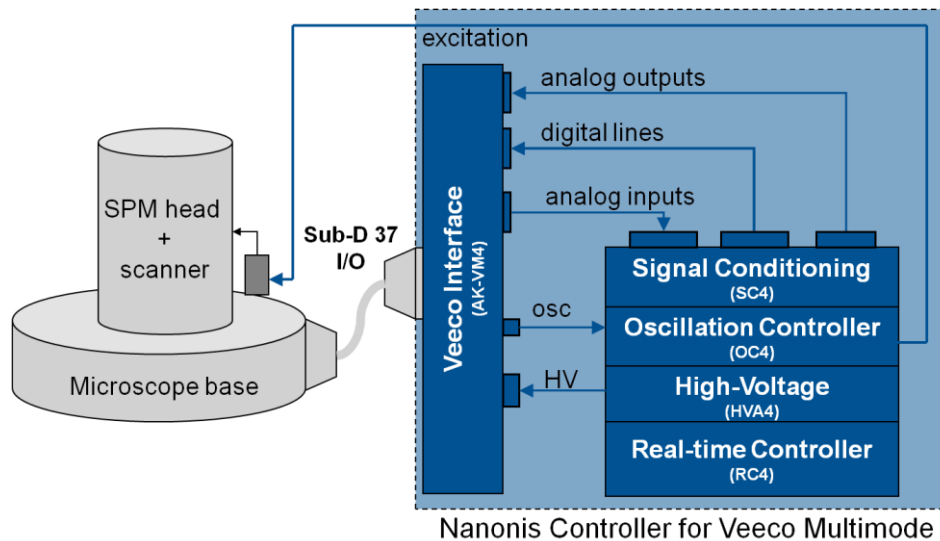 excitation
analog outputs
digital lines
analog inputs
SPM head
+
scanner
Sub-D 37
I/O
Veeco Interface
(AK-VM4)
Signal Conditioning
(SC4)
osc
Oscillation Controller
(OC4)
HV
High-Voltage
(HVA4)
Microscope base
Real-time Controller
(RC4)
Nanonis Controller for Veeco Multimode